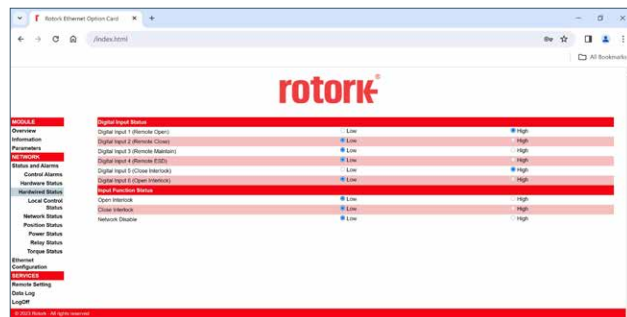 Rotork Ethernet Option Card
/index.html
All Bookmarks
rotork
MODULE
Overview
Information
Parameters
NETWORK
Status and Alarms
Control Alarms
Hardware Status
Hardwired Status
Local Control
Status
Network Status
Position Status
Power Status
Relay Status
Torque Status
Ethernet
Configuration
SERVICES
Remote Setting
Data Log
LogOff
Digital Input Status
Digital Input 1 (Remote Open) Low High
Digital Input 2 (Remote Close) Low High
Digital Input 3 (Remote Maintain) Low High
Digital Input 4 (Remote ESD) Low High
Digital Input 5 (Close Interlock) Low High
Digital Input 6 (Open Interlock) Low High
Input Function Status
Open Interlock Low High
Close Interlock Low High
Network Disable Low High
© 2023 Rotork - All rights reserved